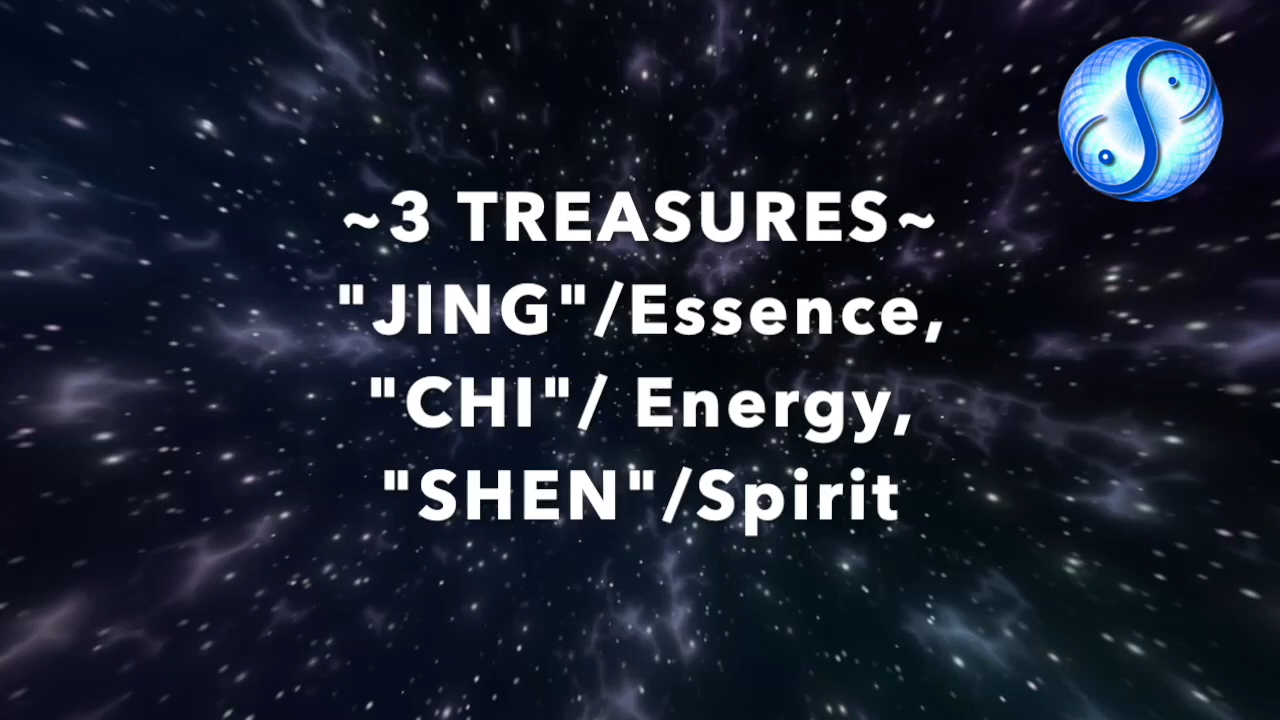 ~3 TREASURES~
"JING"/Essence,
"CHI"/ Energy,
"SHEN"/Spirit